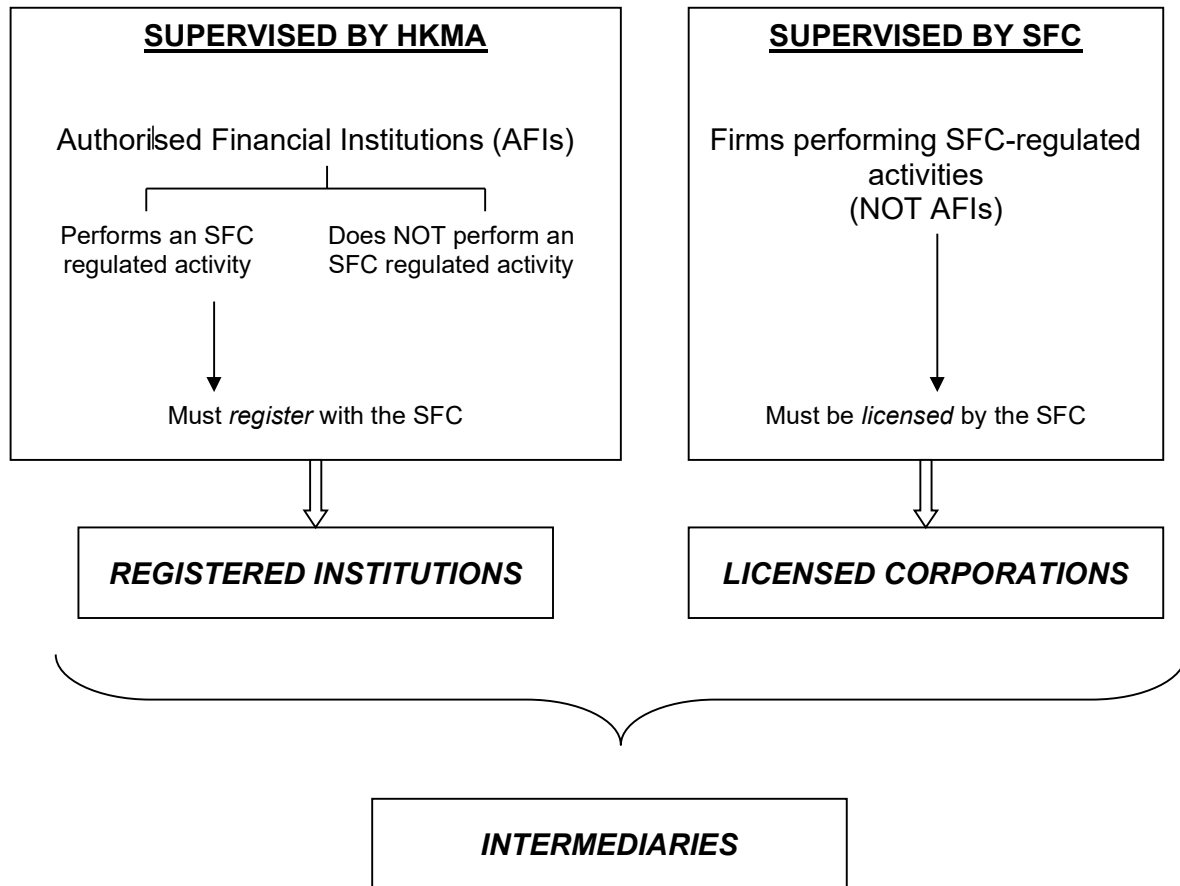 SUPERVISED BY HKMA
Authorised Financial Institutions (AFIs)
Performs an SFC
regulated activity
Does NOT perform an
SFC regulated activity
Must register with the SFC
REGISTERED INSTITUTIONS
SUPERVISED BY SFC
Firms performing SFC-regulated
activities
(NOT AFIs)
Must be licensed by the SFC
LICENSED CORPORATIONS
INTERMEDIARIES